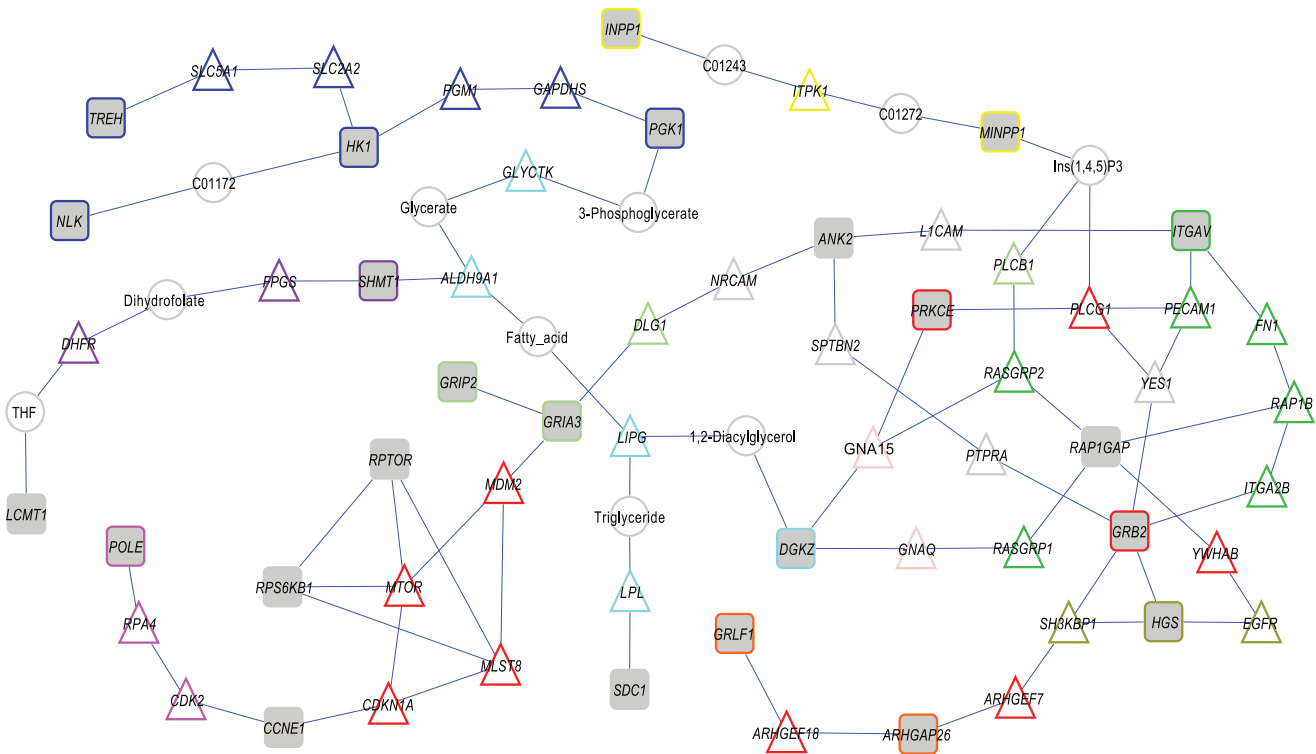 INPP1
C01243
SLC5A1
SLC2A2
PGM1
GAPDHS
ITPK1
C01272
TREH
HK1
PGK1
MINPP1
Ins(1,4,5)P3
GLYCTK
C01172
Glycerate
3-Phosphoglycerate
NLK
ANK2
L1CAM
ITGAV
PLCB1
FPGS
SHMT1
ALDH9A1
NRCAM
Dihydrofolate
PRKCE
PLCG1
PECAM1
FN1
DLG1
Fatty_acid
DHFR
SPTBN2
RASGRP2
YES1
GRIP2
THF
GRIA3
RAP1B
LIPG
1,2-Diacylglycerol
GNA15
PTPRA
RAP1GAP
RPTOR
MDM2
ITGA2B
LCMT1
Triglyceride
POLE
DGKZ
GNAQ
RASGRP1
GRB2
YWHAB
RPS6KB1
MTOR
LPL
RPA4
GRLF1
SH3KBP1
HGS
EGFR
MLST8
SDC1
CDK2
CDKN1A
ARHGEF7
CCNE1
ARHGEF18
ARHGAP26